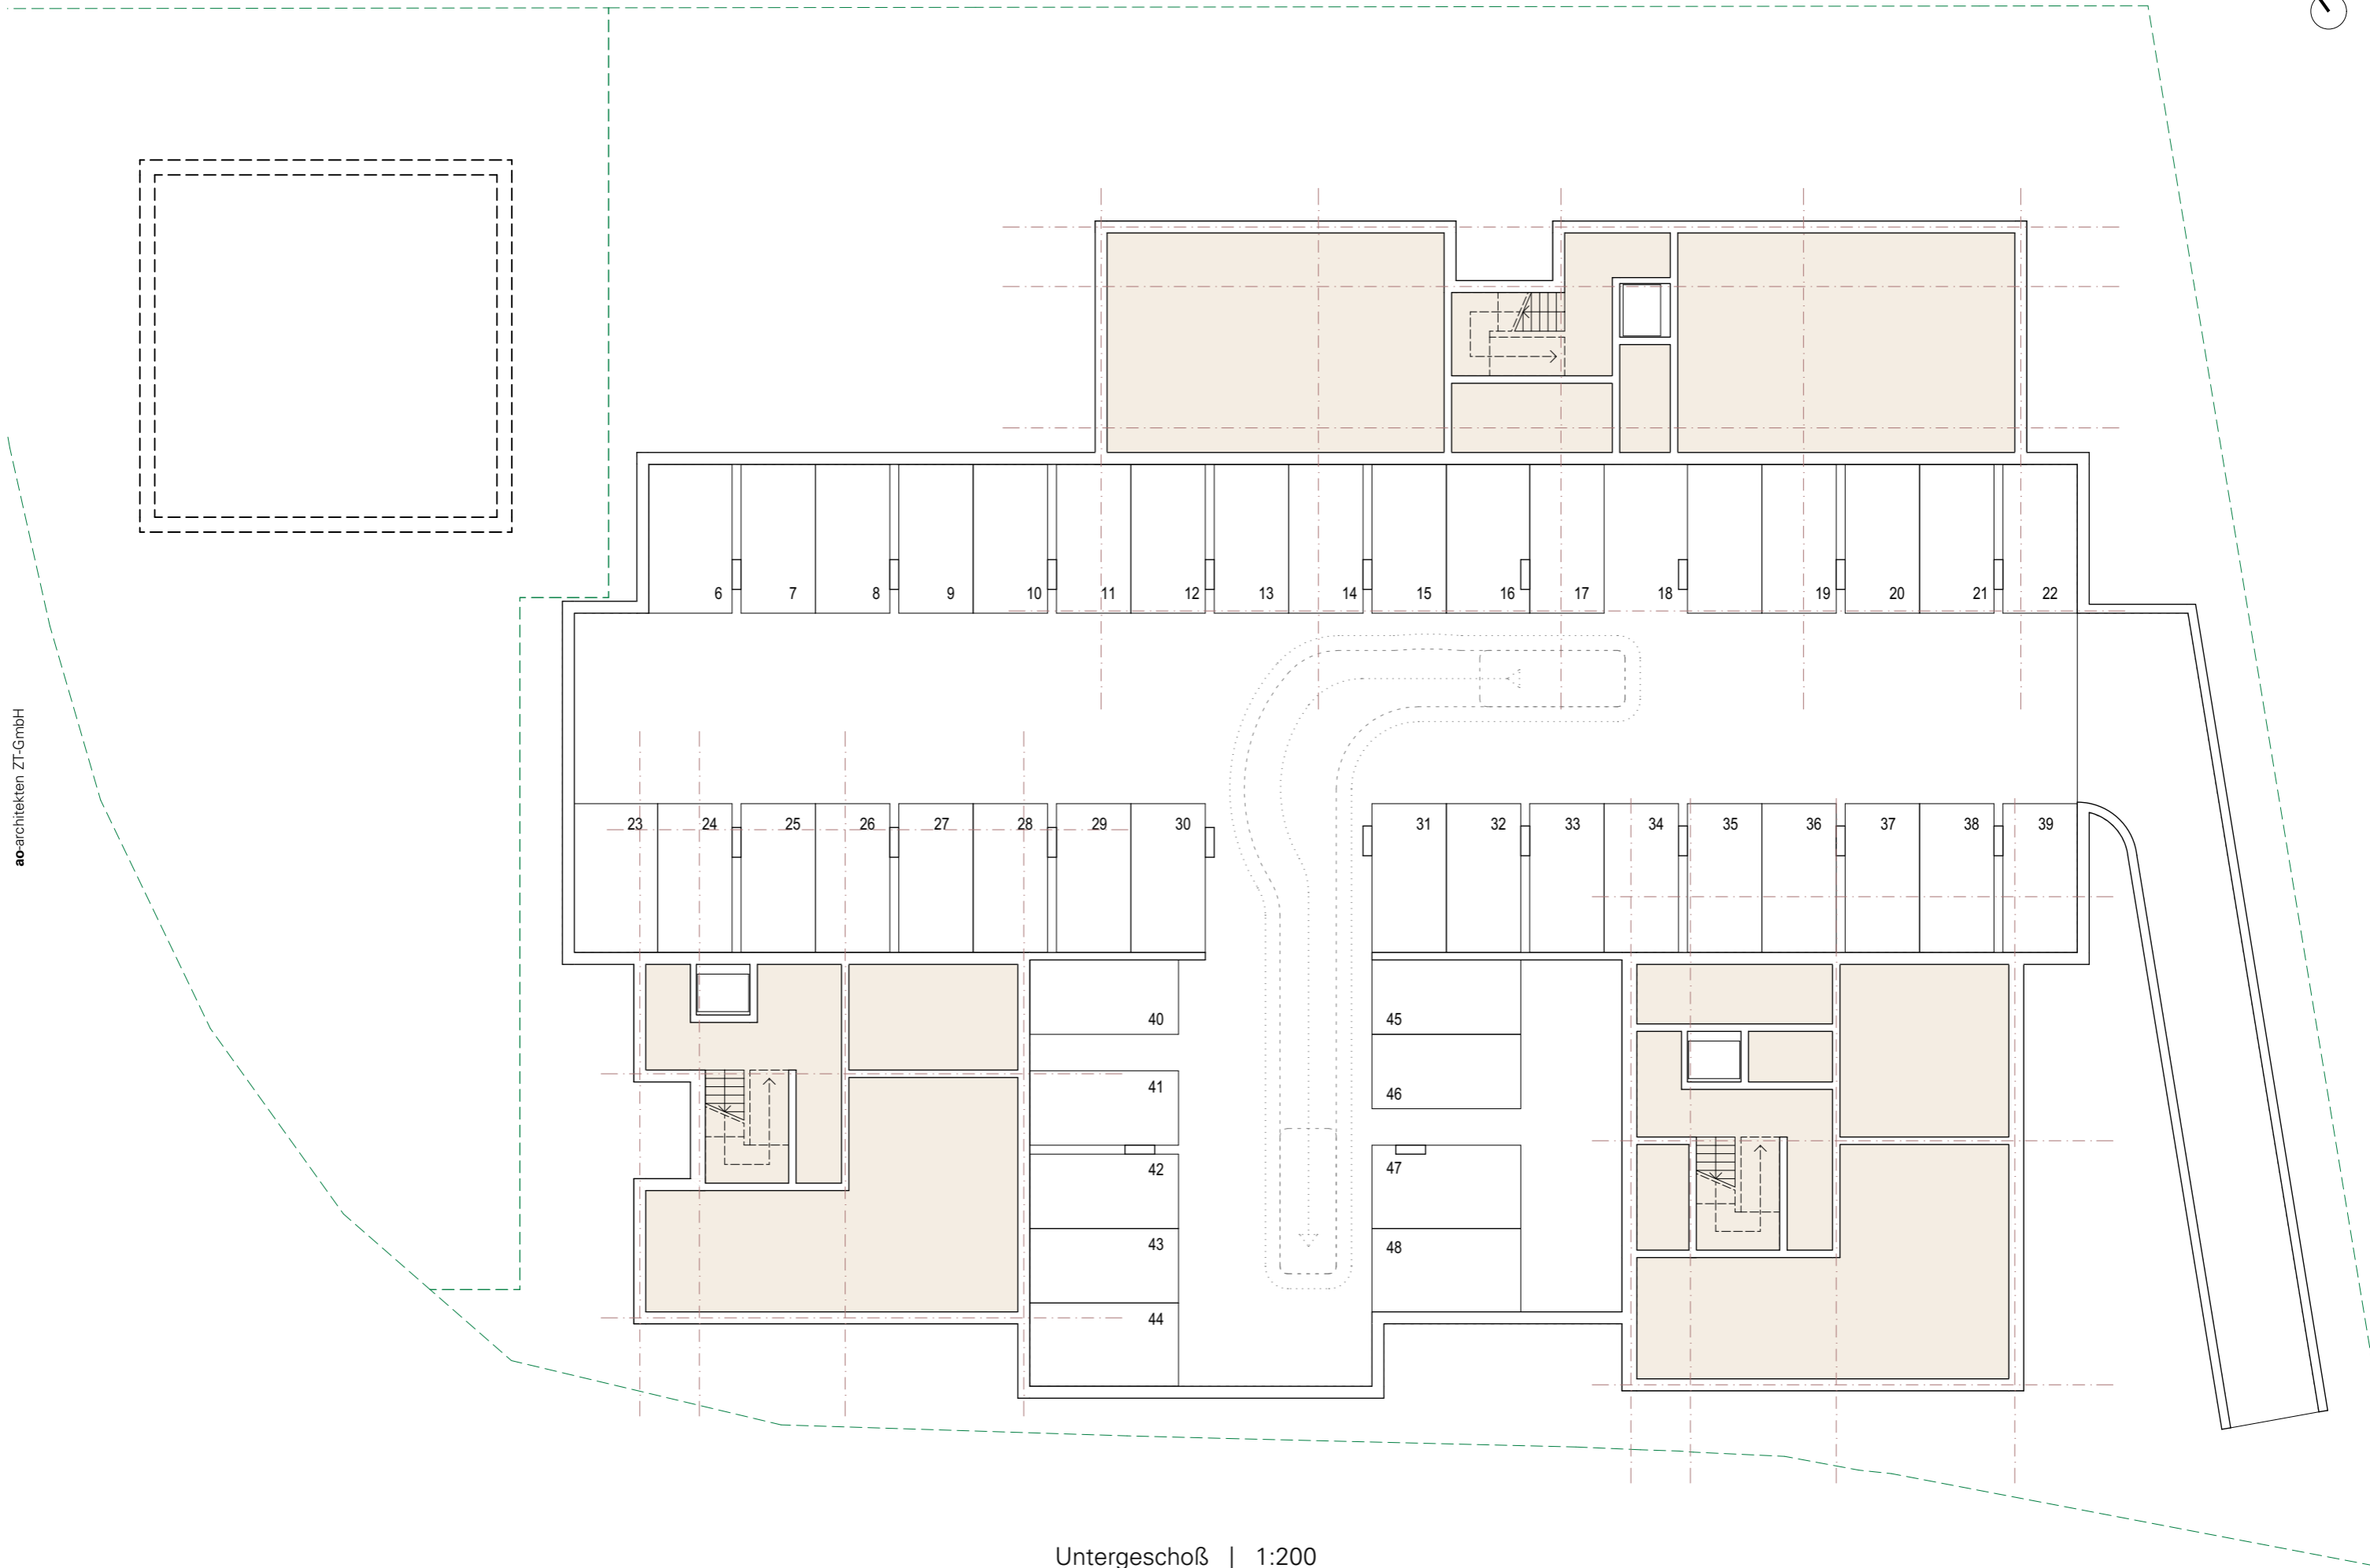 6 7 8 9 10 11 12 13 14 15 16 17 18 19 20 21 22
ao-architekten ZT-GmbH
23 24 25 26 27 28 29 30 31 32 33 34 35 36 37 38 39
40 45
41 46
42 47
43 48
44
Untergeschoß | 1:200